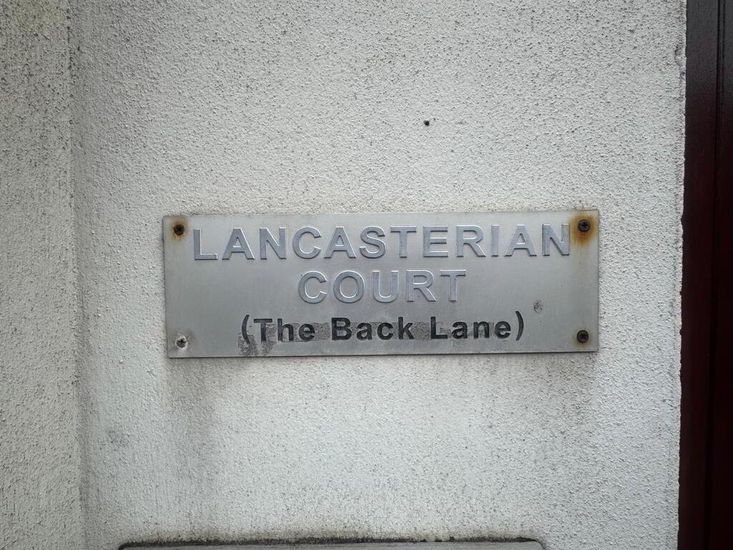 LANCASTERIAN
COURT
(The Back Lane)